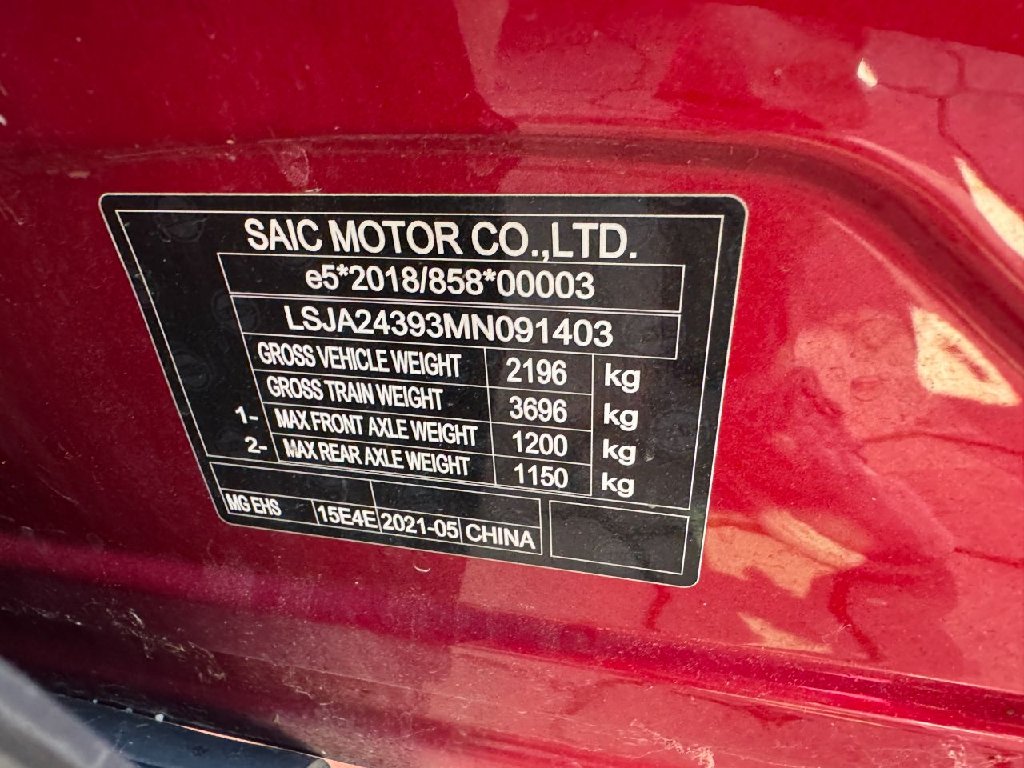 SAIC MOTOR CO.,LTD.
e5*2018/858*00003
LSJA24393MN091403
GROSS VEHICLE WEIGHT 2196 kg
GROSS TRAIN WEIGHT 3696 kg
1- MAX FRONT AXLE WEIGHT 1200 kg
2- MAX REAR AXLE WEIGHT 1150 kg
MG EHS 15E4E 2021-05 CHINA